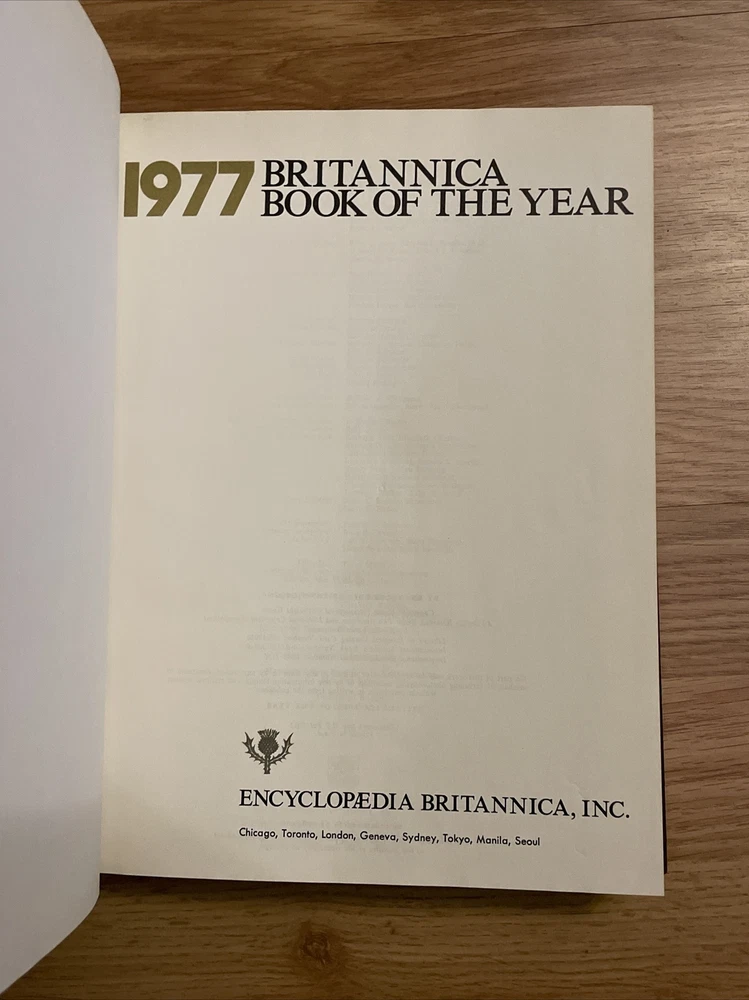 1977 BRITANNICA
BOOK OF THE YEAR
ENCYCLOPÆDIA BRITANNICA, INC.
Chicago, Toronto, London, Geneva, Sydney, Tokyo, Manila, Seoul